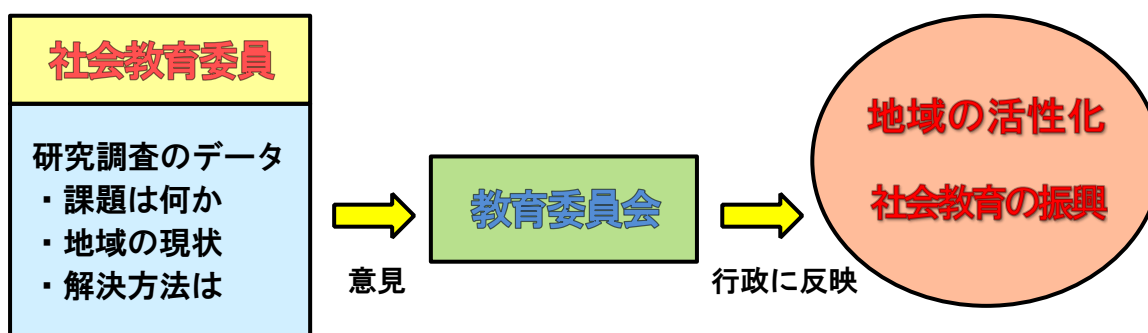 社会教育委員
研究調査のデータ
・課題は何か
・地域の現状
・解決方法は
意見
教育委員会
行政に反映
地域の活性化
社会教育の振興